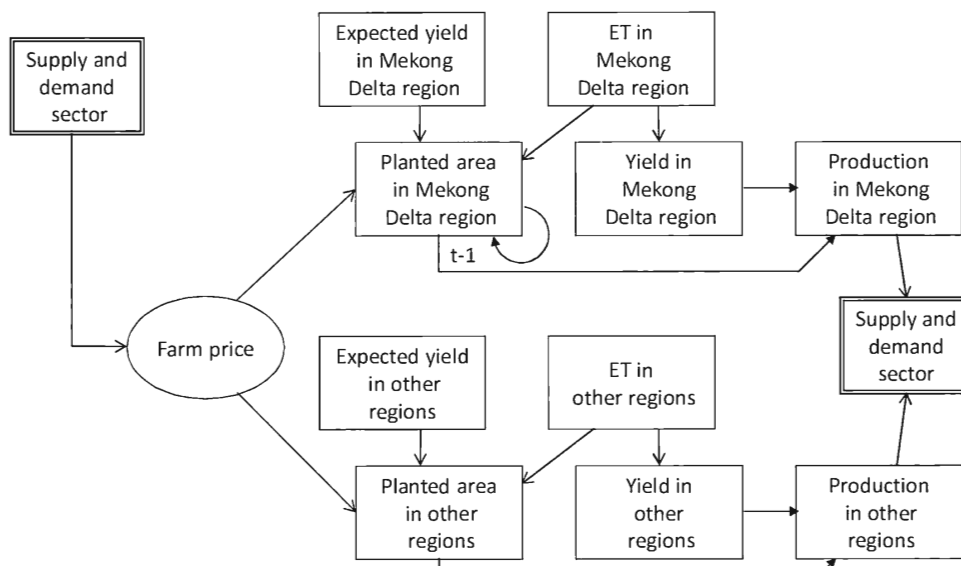 Supply and
demand
sector
Expected yield
in Mekong
Delta region
ET in
Mekong
Delta region
Planted area
in Mekong
Delta region
Yield in
Mekong
Delta region
Production
in Mekong
Delta region
t-1
Farm price
Supply and
demand
sector
Expected yield
in other
regions
ET in
other regions
Planted area
in other
regions
Yield in
other
regions
Production
in other
regions